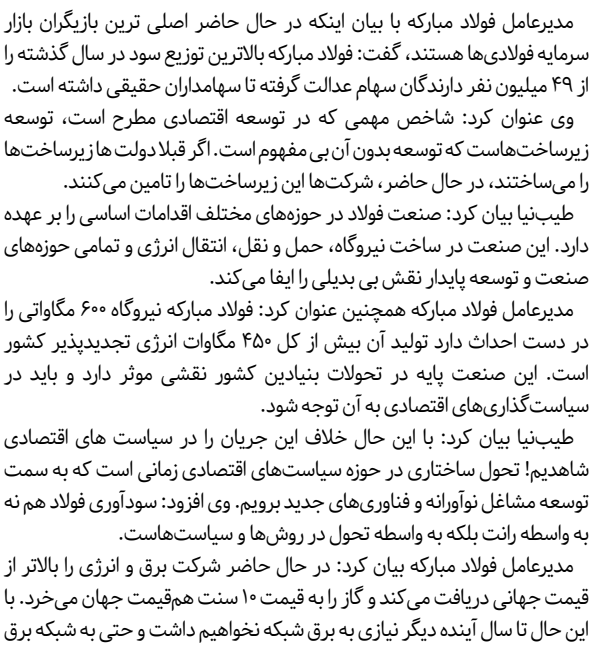 مدیرعامل فولاد مبارکه با بیان اینکه در حال حاضر اصلی ترین بازیگران بازار
سرمایه فولادی‌ها هستند، گفت: فولاد مبارکه بالاترین توزیع سود در سال گذشته را
از ۴۹ میلیون نفر دارندگان سهام عدالت گرفته تا سهامداران حقیقی داشته است.
وی عنوان کرد: شاخص مهمی که در توسعه اقتصادی مطرح است، توسعه
زیرساخت‌هاست که توسعه بدون آن بی مفهوم است. اگر قبلا دولت ها زیرساخت‌ها
را می‌ساختند، در حال حاضر، شرکت‌ها این زیرساخت‌ها را تامین می‌کنند.
طیب‌نیا بیان کرد: صنعت فولاد در حوزه‌های مختلف اقدامات اساسی را بر عهده
دارد. این صنعت در ساخت نیروگاه، حمل و نقل، انتقال انرژی و تمامی حوزه‌های
صنعت و توسعه پایدار نقش بی بدیلی را ایفا می‌کند.
مدیرعامل فولاد مبارکه همچنین عنوان کرد: فولاد مبارکه نیروگاه ۶۰۰ مگاواتی را
در دست احداث دارد تولید آن بیش از کل ۴۵۰ مگاوات انرژی تجدیدپذیر کشور
است. این صنعت پایه در تحولات بنیادین کشور نقشی موثر دارد و باید در
سیاست‌گذاری‌های اقتصادی به آن توجه شود.
طیب‌نیا بیان کرد: با این حال خلاف این جریان را در سیاست های اقتصادی
شاهدیم! تحول ساختاری در حوزه سیاست‌های اقتصادی زمانی است که به سمت
توسعه مشاغل نوآورانه و فناوری‌های جدید برویم. وی افزود: سودآوری فولاد هم نه
به واسطه رانت بلکه به واسطه تحول در روش‌ها و سیاست‌هاست.
مدیرعامل فولاد مبارکه بیان کرد: در حال حاضر شرکت برق و انرژی را بالاتر از
قیمت جهانی دریافت می‌کند و گاز را به قیمت ۱۰ سنت هم‌قیمت جهان می‌خرد. با
این حال تا سال آینده دیگر نیازی به برق شبکه نخواهیم داشت و حتی به شبکه برق